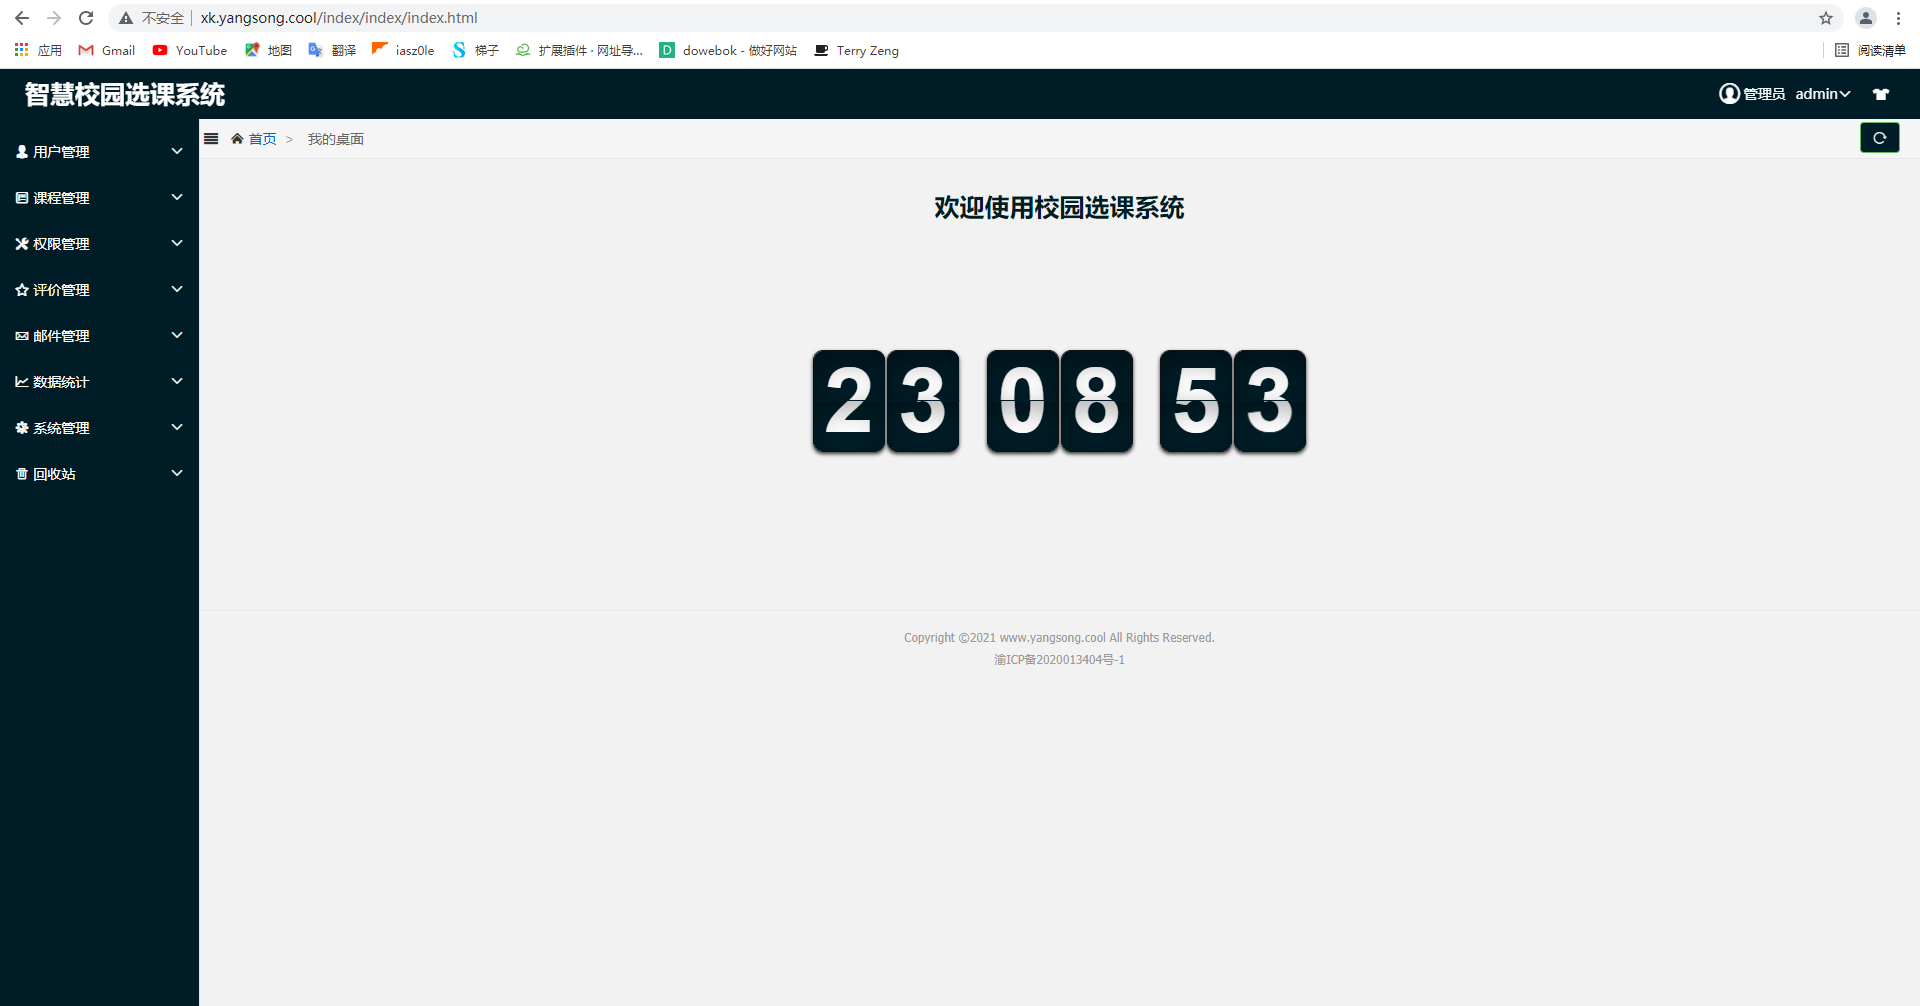 不安全 xk.yangsong.cool/index/index/index.html
应用 Gmail YouTube 地图 翻译 iasz0le 梯子 扩展插件 · 网址导... dowebok - 做好网站 Terry Zeng 阅读清单
智慧校园选课系统 管理员 admin
用户管理
首页 > 我的桌面
课程管理
欢迎使用校园选课系统
权限管理
评价管理
邮件管理
数据统计
23 08 53
系统管理
回收站
Copyright ©2021 www.yangsong.cool All Rights Reserved.
渝ICP备2020013404号-1